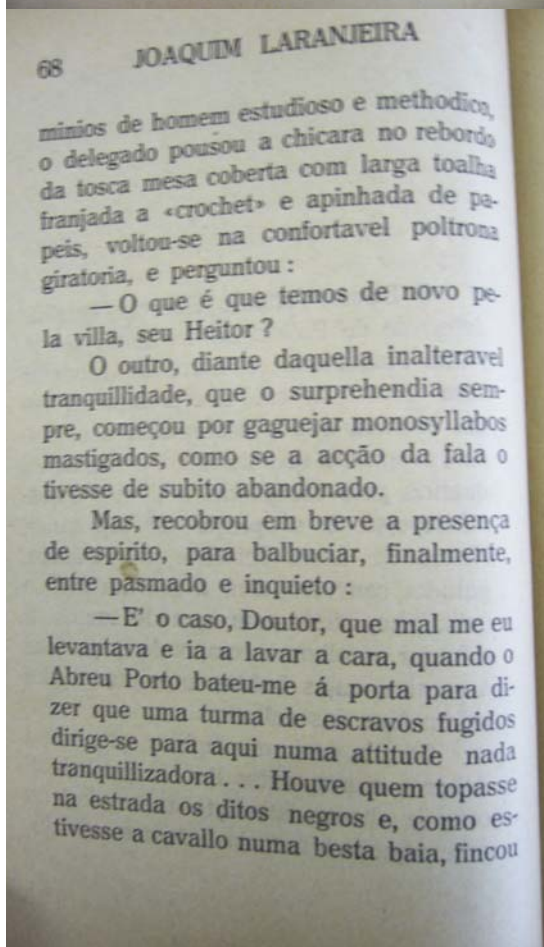 68 JOAQUIM LARANJEIRA
minios de homem estudioso e methodico,
o delegado pousou a chicara no rebordo
da tosca mesa coberta com larga toalha
franjada a «crochet» e apinhada de pa-
peis, voltou-se na confortavel poltrona
giratoria, e perguntou :
—O que é que temos de novo pe-
la villa, seu Heitor ?
O outro, diante daquella inalteravel
tranquillidade, que o surprehendia sem-
pre, começou por gaguejar monosyllabos
mastigados, como se a acção da fala o
tivesse de subito abandonado.
Mas, recobrou em breve a presença
de espirito, para balbuciar, finalmente,
entre pasmado e inquieto :
—E' o caso, Doutor, que mal me eu
levantava e ia a lavar a cara, quando o
Abreu Porto bateu-me á porta para di-
zer que uma turma de escravos fugidos
dirige-se para aqui numa attitude nada
tranquillizadora... Houve quem topasse
na estrada os ditos negros e, como es-
tivesse a cavallo numa besta baia, fincou